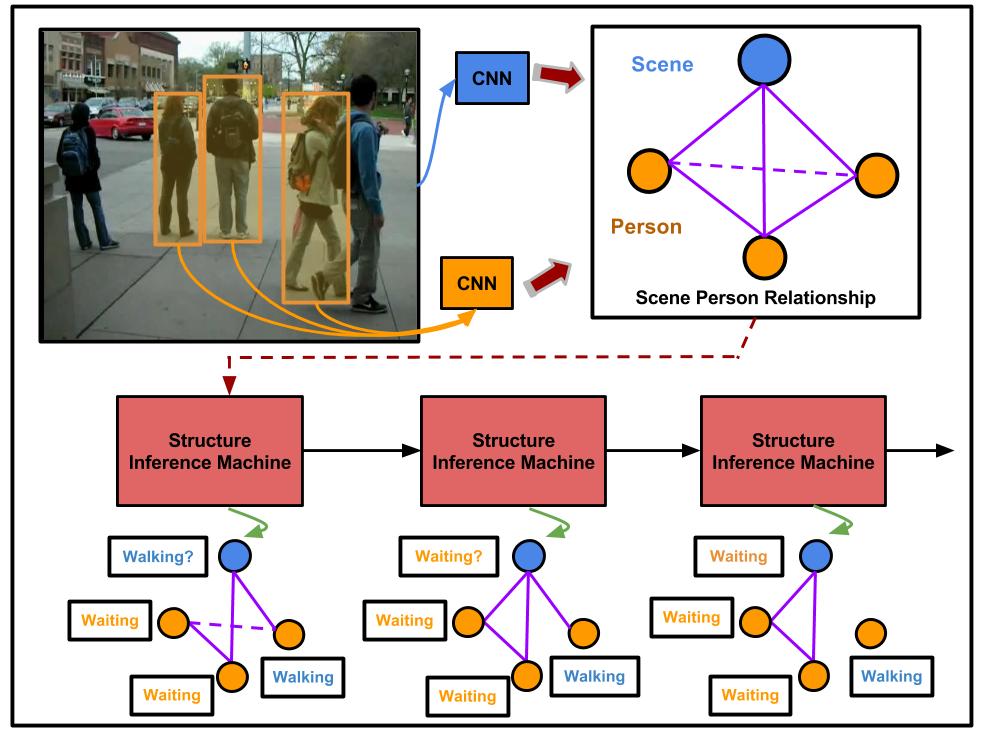 CNN
Scene
Person
CNN
Scene Person Relationship
Structure
Inference Machine
Structure
Inference Machine
Structure
Inference Machine
Walking?
Waiting
Waiting
Walking
Waiting?
Waiting
Waiting
Walking
Waiting
Waiting
Waiting
Walking